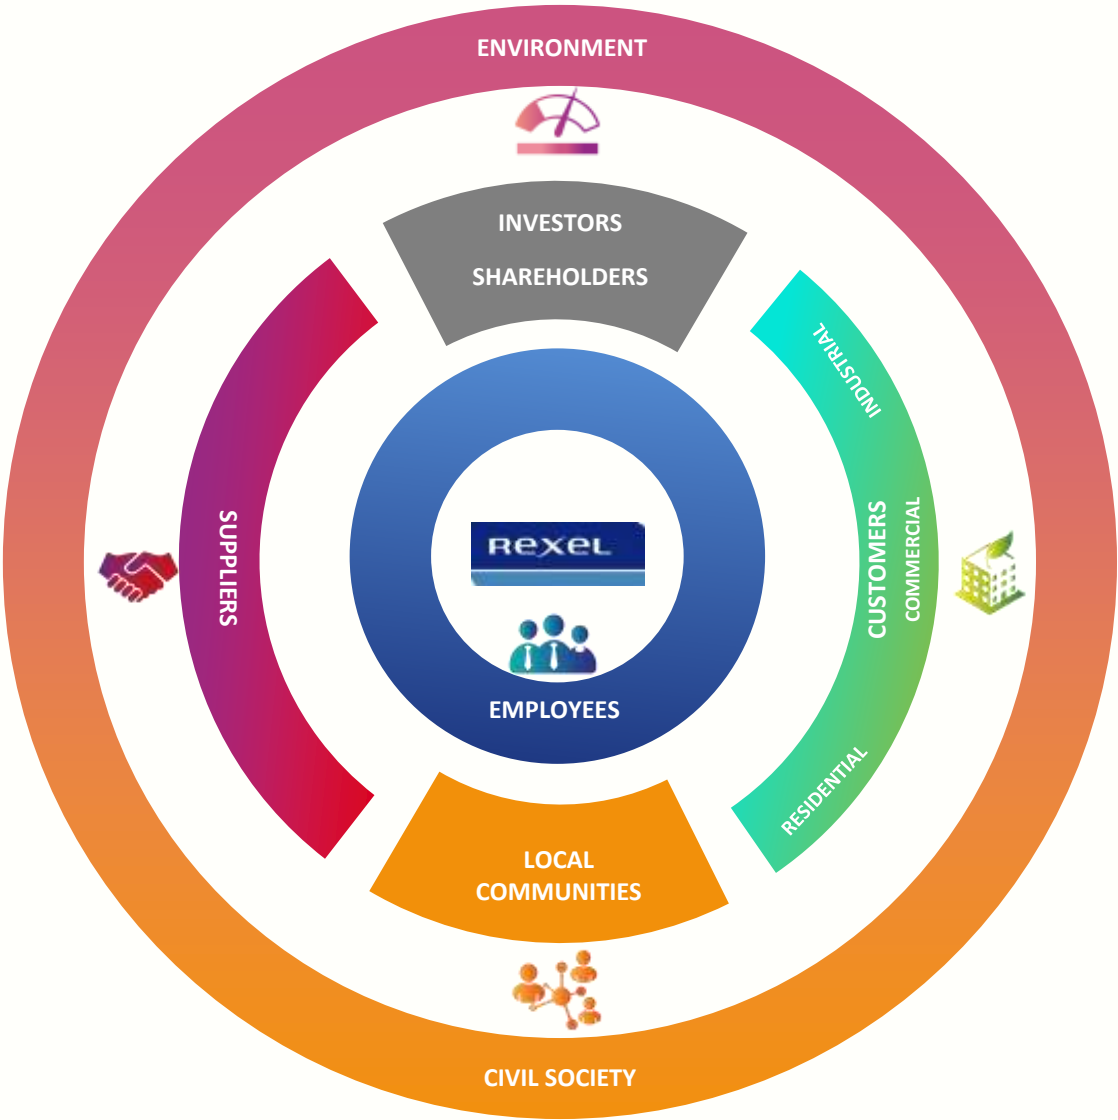 ENVIRONMENT
INVESTORS
SHAREHOLDERS
INDUSTRIAL
SUPPLIERS
REXEL
CUSTOMERS
COMMERCIAL
EMPLOYEES
RESIDENTIAL
LOCAL
COMMUNITIES
CIVIL SOCIETY